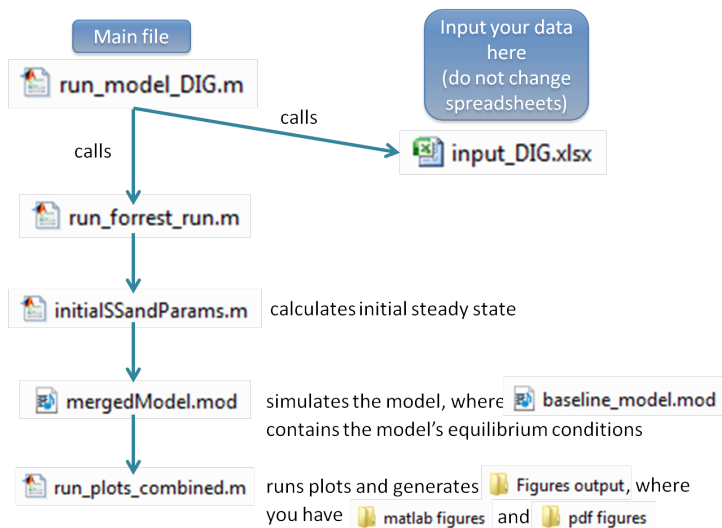 Main file
run_model_DIG.m
Input your data
here
(do not change
spreadsheets)
calls
calls
input_DIG.xlsx
run_forrest_run.m
initialSSandParams.m calculates initial steady state
mergedModel.mod simulates the model, where baseline_model.mod
contains the model's equilibrium conditions
run_plots_combined.m runs plots and generates Figures output, where
you have matlab figures and pdf figures